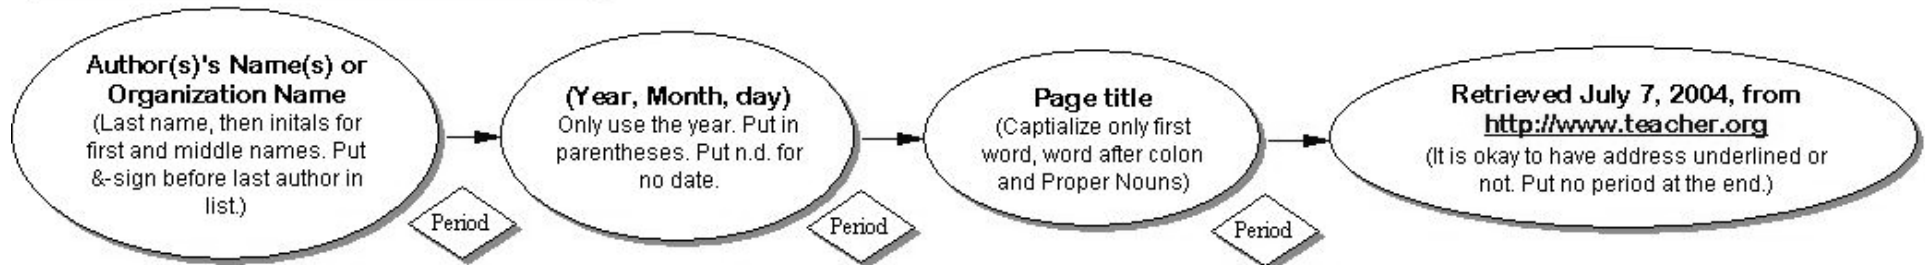 Author(s)'s Name(s) or
Organization Name
(Last name, then initals for
first and middle names. Put
&-sign before last author in
list.)
Period
(Year, Month, day)
Only use the year. Put in
parentheses. Put n.d. for
no date.
Period
Page title
(Captialize only first
word, word after colon
and Proper Nouns)
Period
Retrieved July 7, 2004, from
http://www.teacher.org
(It is okay to have address underlined or
not. Put no period at the end.)